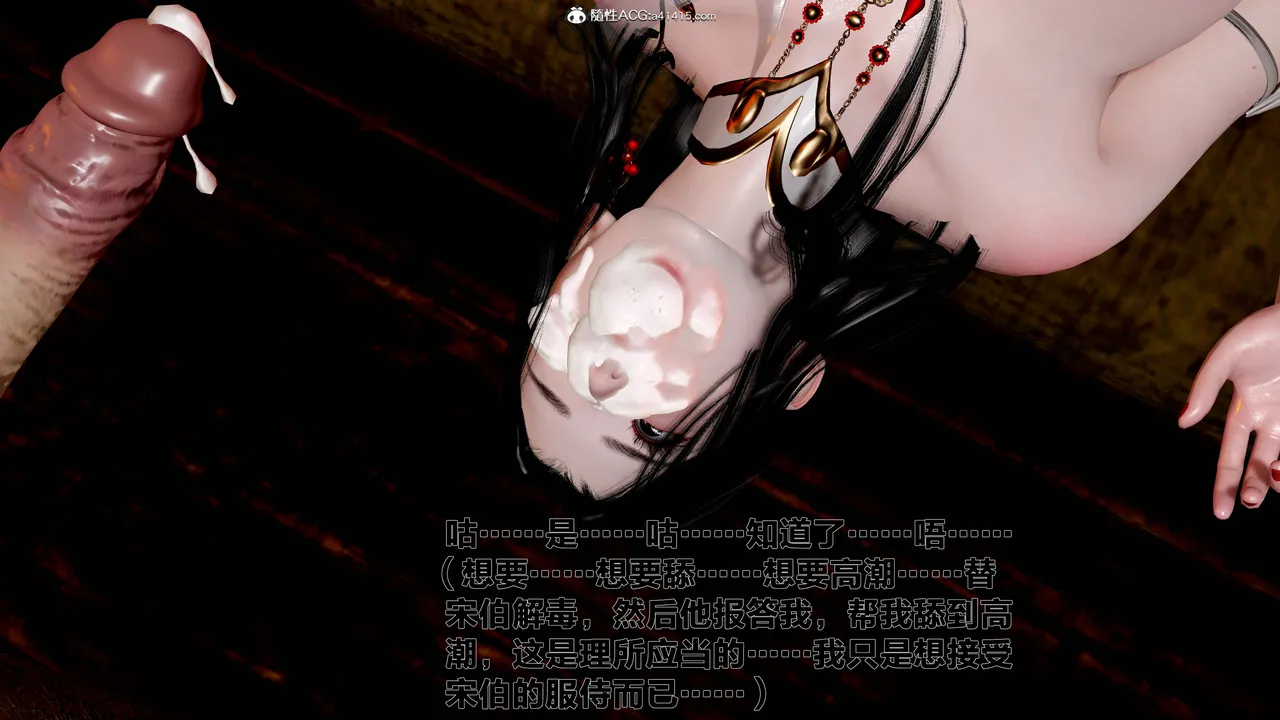 随性ACG:a41415.com
咕……是……咕……知道了……唔……
（想要……想要舔……想要高潮……替
宋伯解毒，然后他报答我，帮我舔到高
潮，这是理所应当的……我只是想接受
宋伯的服侍而已……）